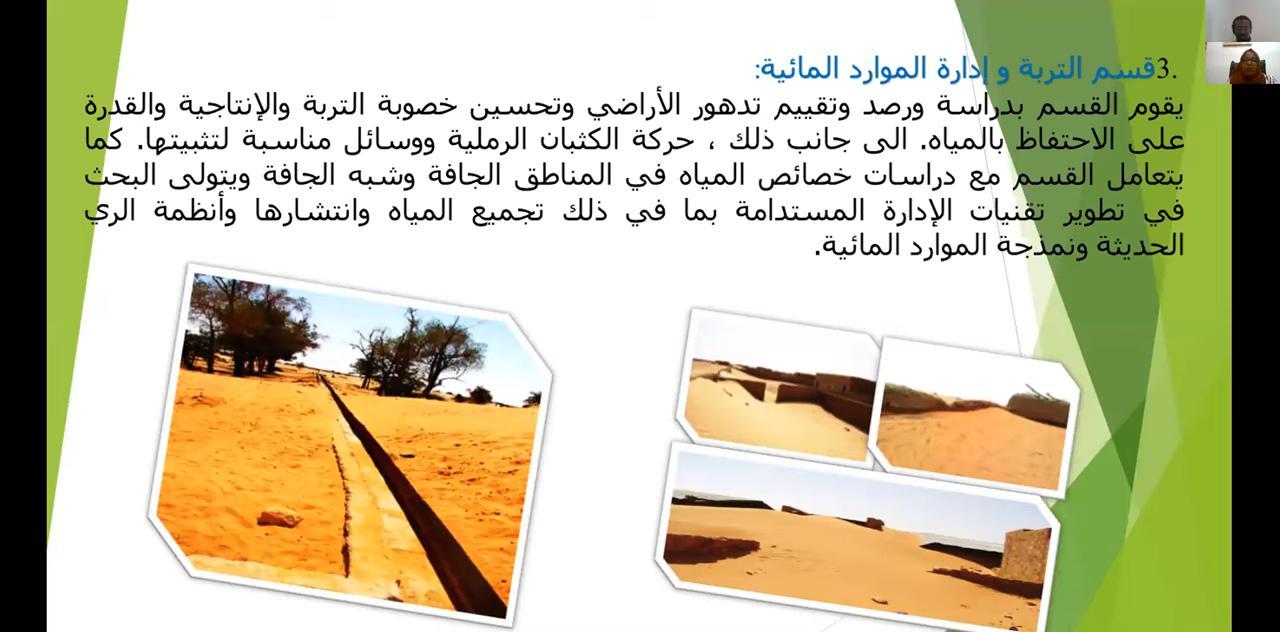 3. قسم التربة و إدارة الموارد المائية:
يقوم القسم بدراسة ورصد وتقييم تدهور الأراضي وتحسين خصوبة التربة والإنتاجية والقدرة
على الاحتفاظ بالمياه. الى جانب ذلك ، حركة الكثبان الرملية ووسائل مناسبة لتثبيتها. كما
يتعامل القسم مع دراسات خصائص المياه في المناطق الجافة وشبه الجافة ويتولى البحث
في تطوير تقنيات الإدارة المستدامة بما في ذلك تجميع المياه وانتشارها وأنظمة الري
الحديثة ونمذجة الموارد المائية.